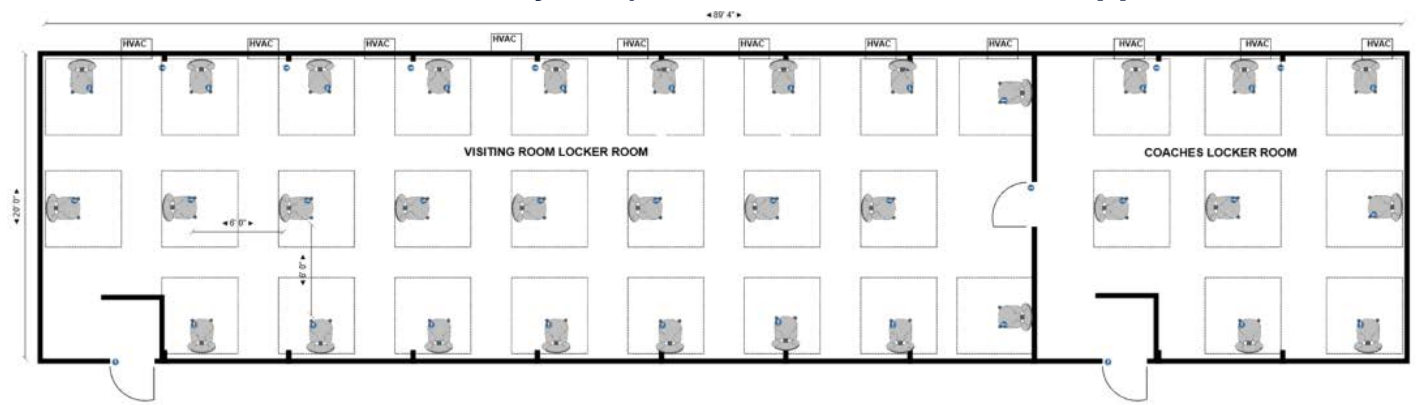 89' 4"
HVAC HVAC HVAC HVAC HVAC HVAC HVAC HVAC HVAC HVAC HVAC
VISITING ROOM LOCKER ROOM
COACHES LOCKER ROOM
20' 0"
6' 0"
6' 0"